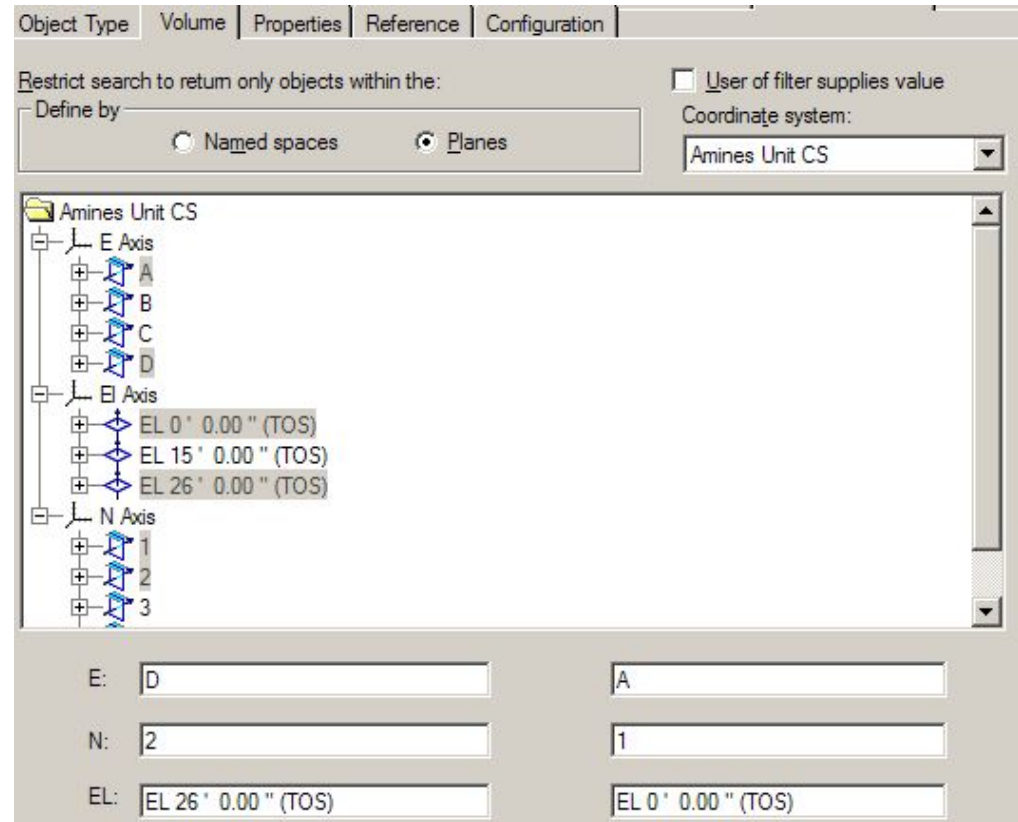 Object Type Volume Properties Reference Configuration
Restrict search to return only objects within the:
User of filter supplies value
Define by
Named spaces Planes
Coordinate system:
Amines Unit CS
Amines Unit CS
E Axis
A
B
C
D
El Axis
EL 0 ' 0.00 " (TOS)
EL 15 ' 0.00 " (TOS)
EL 26 ' 0.00 " (TOS)
N Axis
1
2
3
E: D A
N: 2 1
EL: EL 26 ' 0.00 " (TOS) EL 0 ' 0.00 " (TOS)